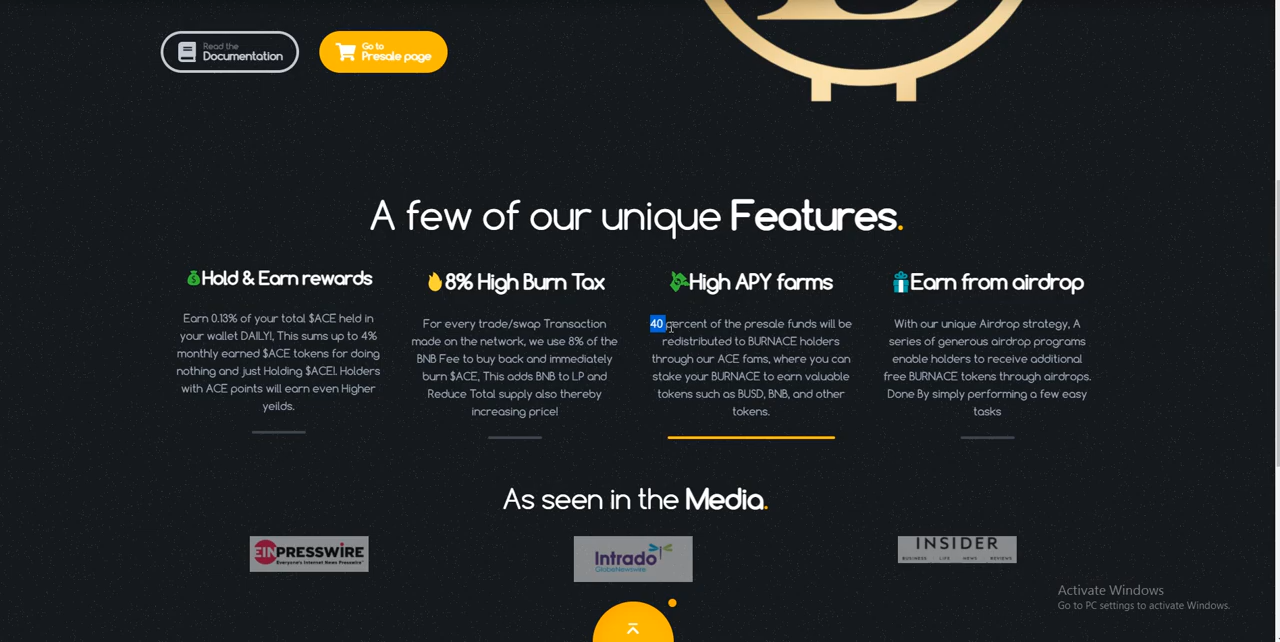 Read the
Documentation
Go to
Presale page
A few of our unique Features.
Hold & Earn rewards
Earn 0.13% of your total $ACE held in
your wallet DAILY!, This sums up to 4%
monthly earned $ACE tokens for doing
nothing and just Holding $ACE!. Holders
with ACE points will earn even Higher
yeilds.
8% High Burn Tax
For every trade/swap Transaction
made on the network, we use 8% of the
BNB Fee to buy back and immediately
burn $ACE, This adds BNB to LP and
Reduce Total supply also thereby
increasing price!
High APY farms
40 percent of the presale funds will be
redistributed to BURNACE holders
through our ACE fams, where you can
stake your BURNACE to earn valuable
tokens such as BUSD, BNB, and other
tokens.
Earn from airdrop
With our unique Airdrop strategy, A
series of generous airdrop programs
enable holders to receive additional
free BURNACE tokens through airdrops.
Done By simply performing a few easy
tasks
As seen in the Media.
EINPRESSWIRE
Everyone's Internet News Presswire
Intrado
GlobeNewswire
INSIDER
BUSINESS LIFE NEWS REVIEWS
Activate Windows
Go to PC settings to activate Windows.